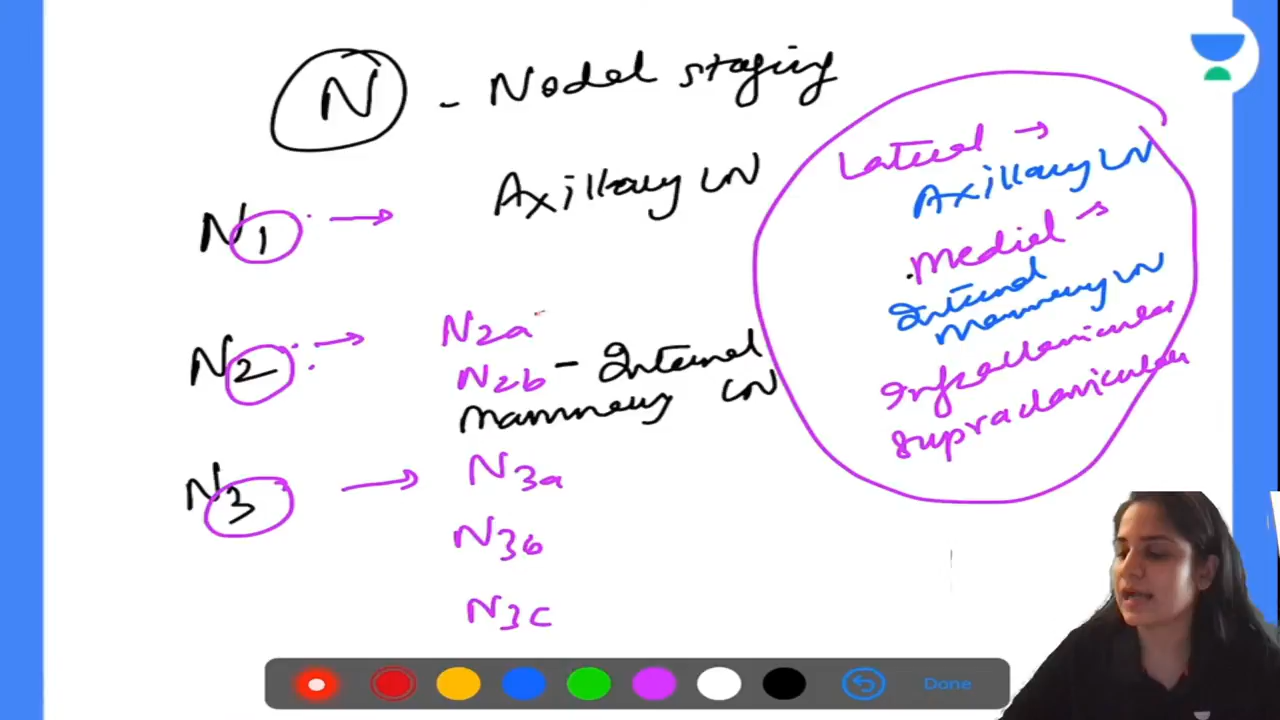 N - Nodal staging
N1 → Axillary LN
N2 → N2a
N2b - Internal
Mammary LN
N3 → N3a
N3b
N3c
Lateral →
Axillary LN
Medial →
Internal
Mammary LN
Infraclavicular
Supraclavicular
Done